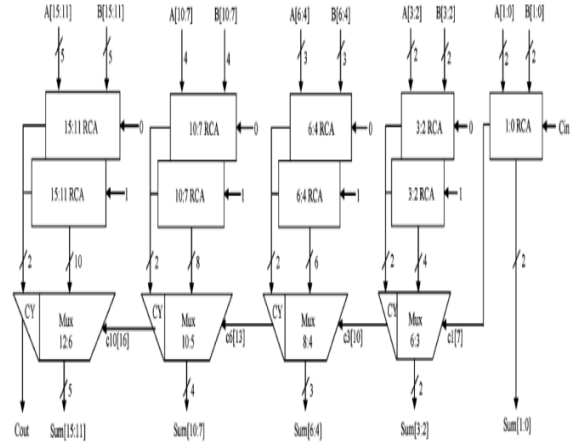 A[15:11] B[15:11] A[10:7] B[10:7] A[6:4] B[6:4] A[3:2] B[3:2] A[1:0] B[1:0]
5 5 4 4 3 3 2 2 2 2
15:11 RCA 0 10:7 RCA 0 6:4 RCA 0 3:2 RCA 0 1:0 RCA Cin
15:11 RCA 1 10:7 RCA 1 6:4 RCA 1 3:2 RCA 1
2 10 2 8 2 6 2 4 2
CY Mux CY Mux CY Mux CY Mux
12:6 c10[16] 10:5 c6[13] 8:4 c3[10] 6:3 c1[7]
5 4 3 2
Cout Sum[15:11] Sum[10:7] Sum[6:4] Sum[3:2] Sum[1:0]